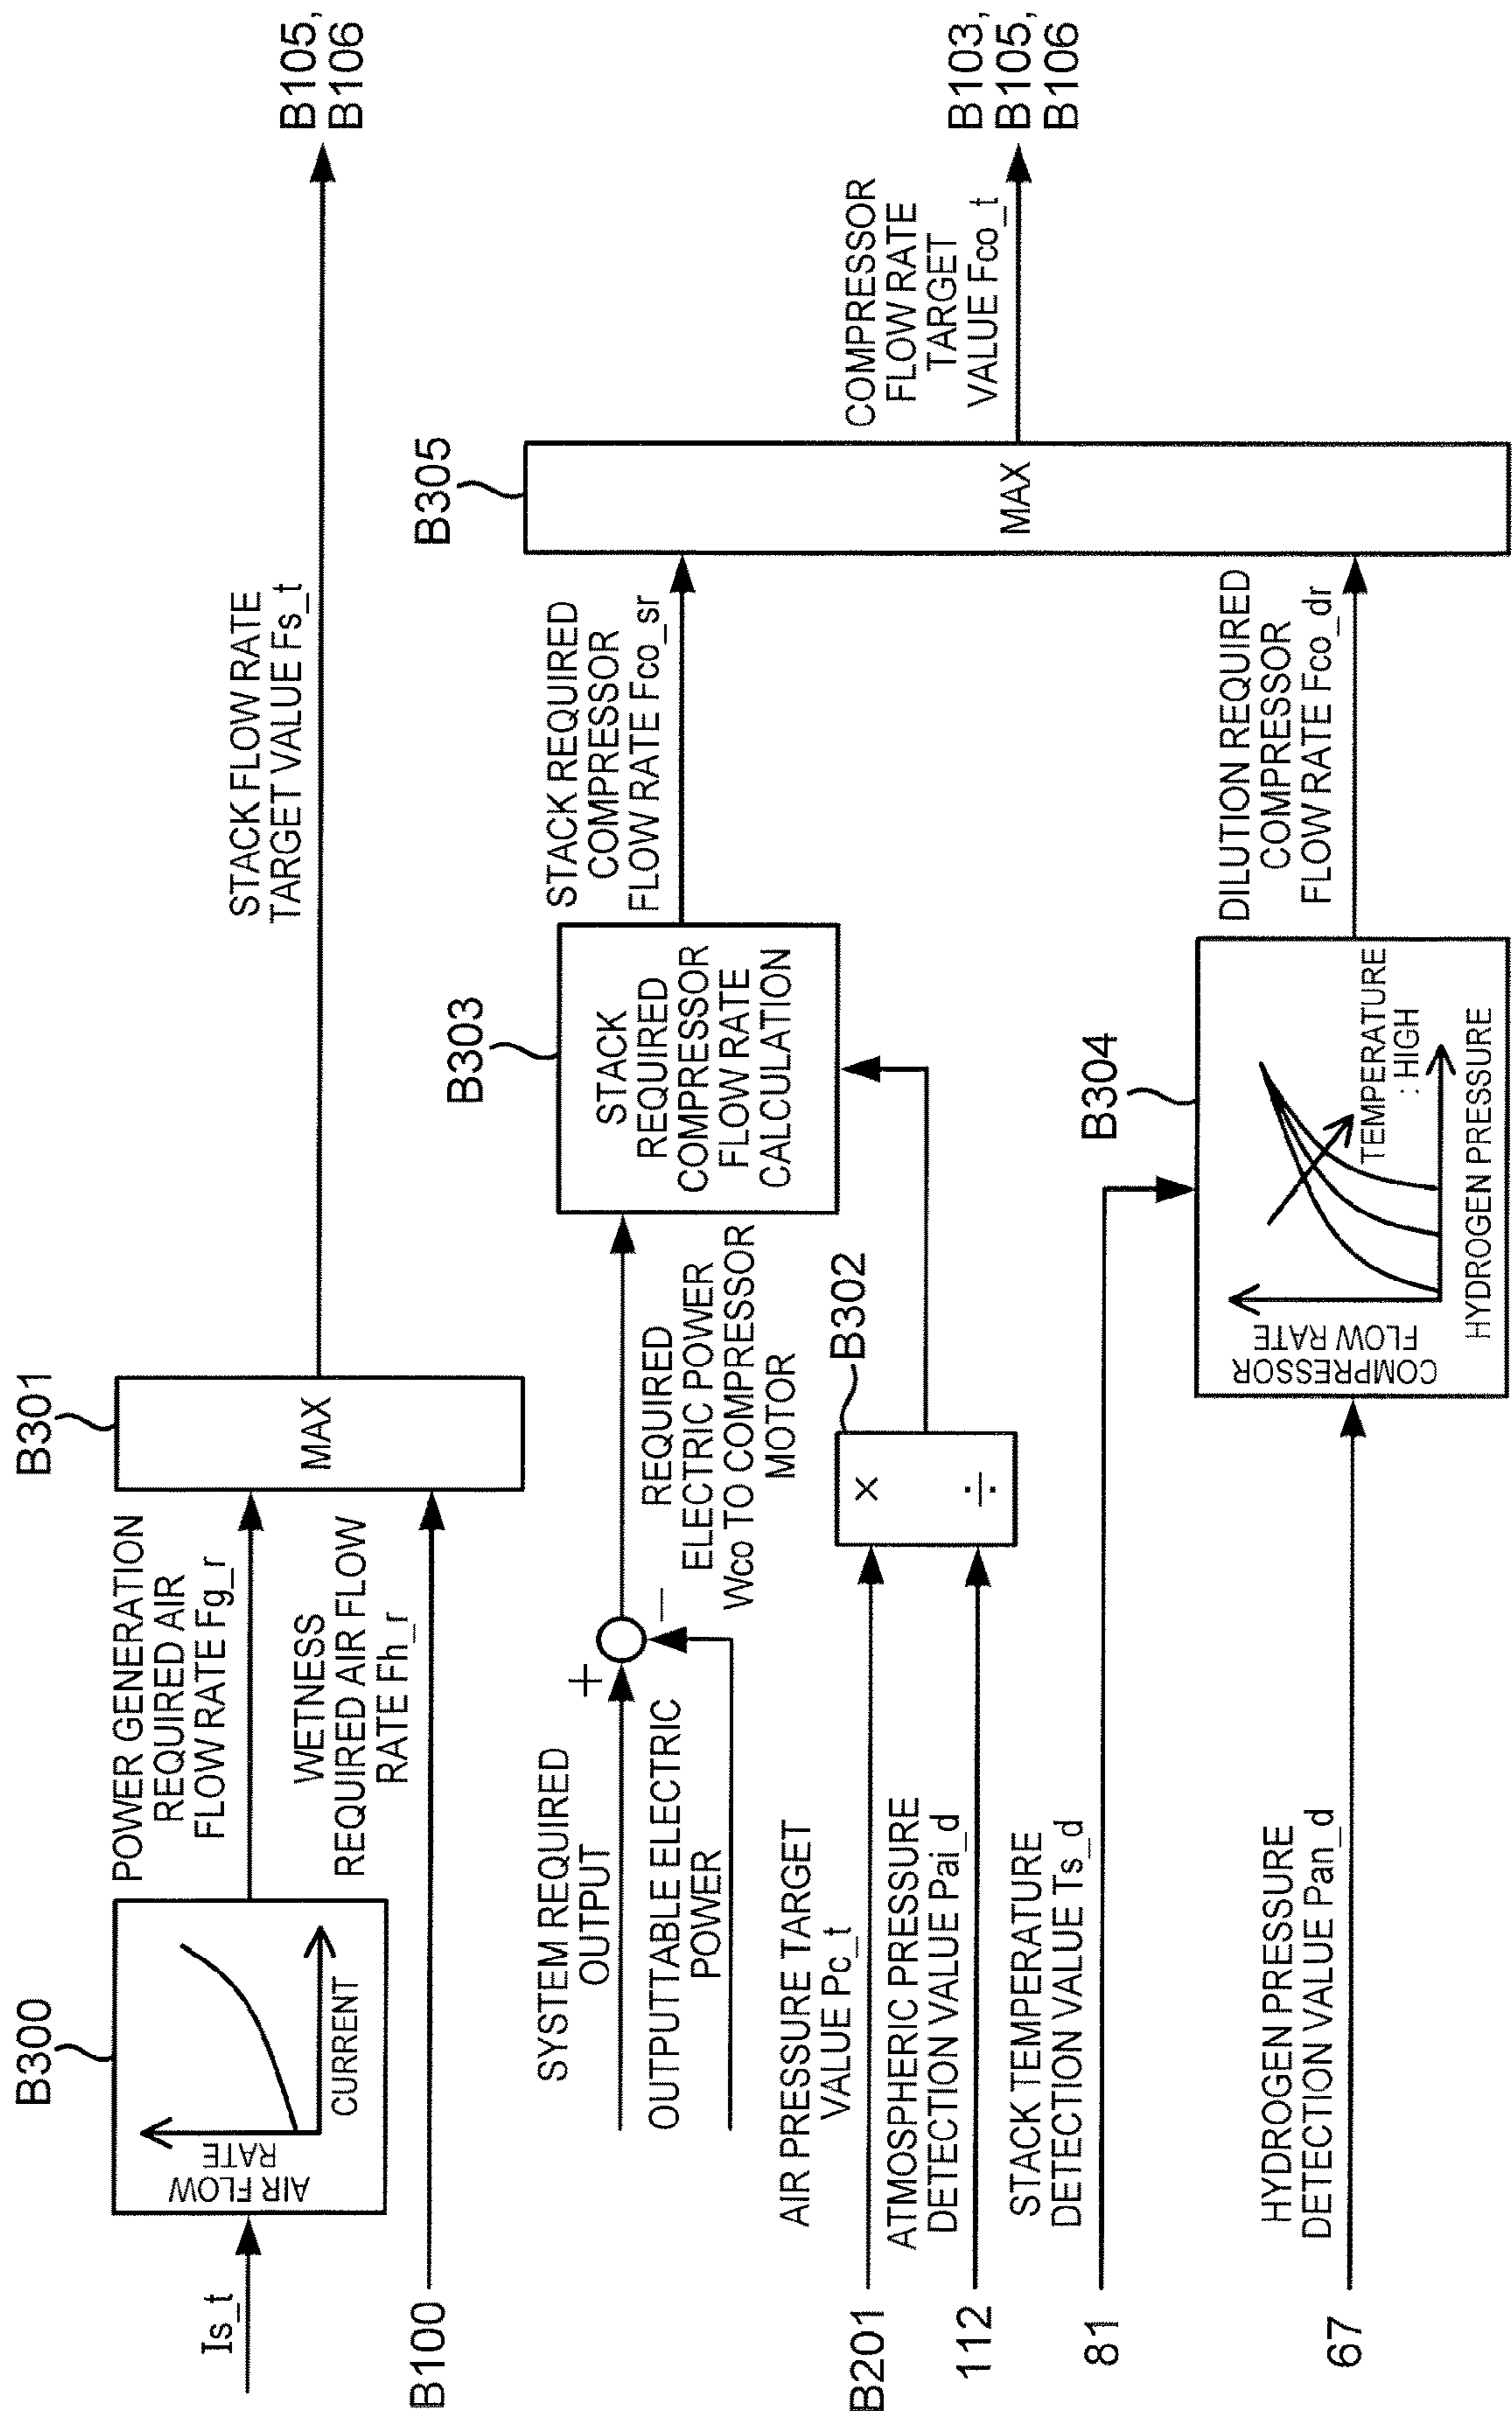 B300
AIR FLOW
RATE
CURRENT
Is_t
POWER GENERATION
REQUIRED AIR
FLOW RATE Fg_r
B100
WETNESS
REQUIRED AIR FLOW
RATE Fh_r
B301
MAX
STACK FLOW RATE
TARGET VALUE Fs_t
B105,
B106
SYSTEM REQUIRED
OUTPUT
OUTPUTTABLE ELECTRIC
POWER
+
−
REQUIRED
ELECTRIC POWER
Wco TO COMPRESSOR
MOTOR
B303
STACK
REQUIRED
COMPRESSOR
FLOW RATE
CALCULATION
STACK REQUIRED
COMPRESSOR
FLOW RATE Fco_sr
B201
AIR PRESSURE TARGET
VALUE Pc_t
112
ATMOSPHERIC PRESSURE
DETECTION VALUE Pai_d
B302
×
÷
81
STACK TEMPERATURE
DETECTION VALUE Ts_d
67
HYDROGEN PRESSURE
DETECTION VALUE Pan_d
B304
COMPRESSOR
FLOW RATE
TEMPERATURE
: HIGH
HYDROGEN PRESSURE
DILUTION REQUIRED
COMPRESSOR
FLOW RATE Fco_dr
B305
MAX
COMPRESSOR
FLOW RATE
TARGET
VALUE Fco_t
B103,
B105,
B106